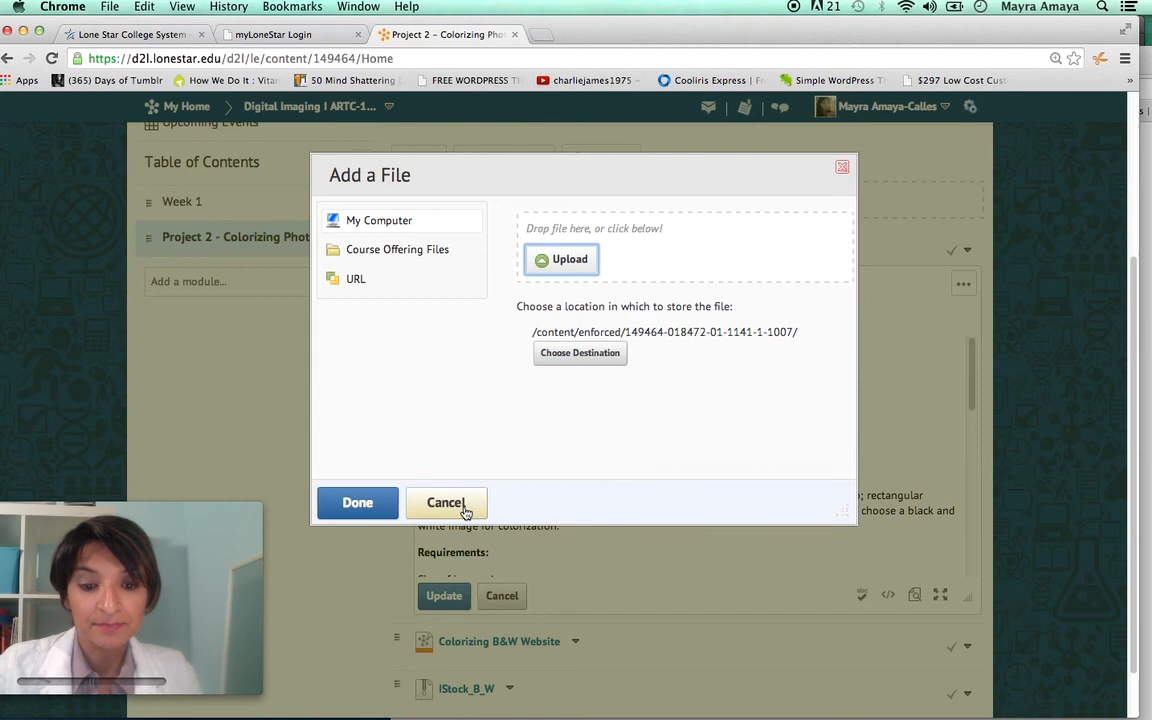 Chrome File Edit View History Bookmarks Window Help 21 Mayra Amaya
Lone Star College System myLoneStar Login Project 2 – Colorizing Phot
https://d2l.lonestar.edu/d2l/le/content/149464/Home
Apps (365) Days of Tumblr How We Do It : Vitam 50 Mind Shattering FREE WORDPRESS TH charliejames1975 - Cooliris Express | Fr Simple WordPress T $297 Low Cost Cust »
My Home Digital Imaging I ARTC-1... Mayra Amaya-Calles
Upcoming Events
Table of Contents
Add a File
Week 1
My Computer
Drop file here, or click below!
Project 2 - Colorizing Phot
Course Offering Files
Upload
Add a module...
URL
Choose a location in which to store the file:
/content/enforced/149464-018472-01-1141-1-1007/
Choose Destination
Done Cancel
; rectangular
choose a black and
white image for colorization.
Requirements:
Update Cancel
Colorizing B&W Website
IStock_B_W